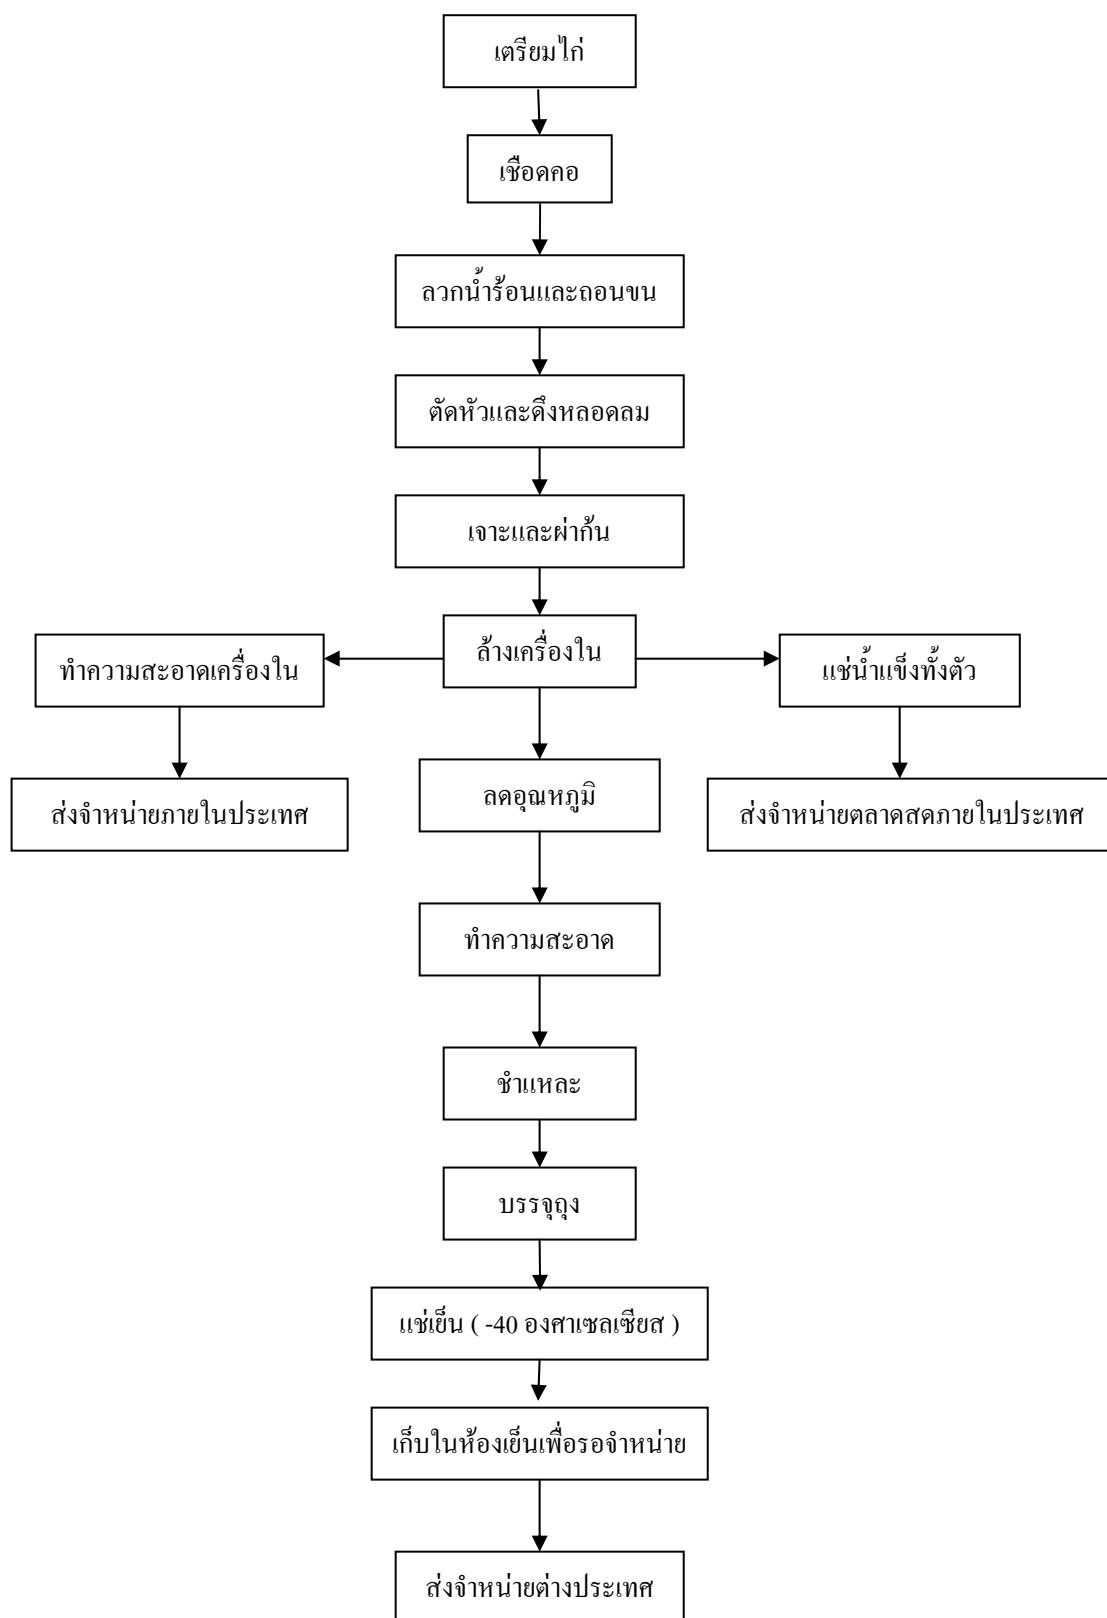 เตรียมไก่
เชือดคอ
ลวกน้ำร้อนและถอนขน
ตัดหัวและดึงหลอดลม
เจาะและผ่าก้น
ล้างเครื่องใน
ทำความสะอาดเครื่องใน
แช่น้ำแข็งทั้งตัว
ส่งจำหน่ายภายในประเทศ
ลดอุณหภูมิ
ส่งจำหน่ายตลาดสดภายในประเทศ
ทำความสะอาด
ชำแหละ
บรรจุถุง
แช่เย็น ( -40 องศาเซลเซียส )
เก็บในห้องเย็นเพื่อรอจำหน่าย
ส่งจำหน่ายต่างประเทศ